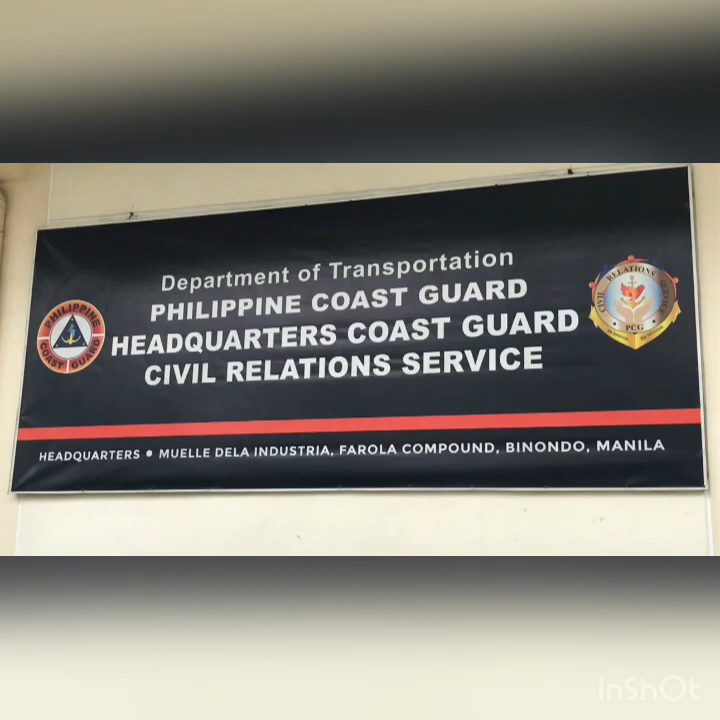 Department of Transportation
PHILIPPINE COAST GUARD
HEADQUARTERS COAST GUARD
CIVIL RELATIONS SERVICE
PHILIPPINE
COAST GUARD
CIVIL RELATIONS SERVICE
PCG
HEADQUARTERS • MUELLE DELA INDUSTRIA, FAROLA COMPOUND, BINONDO, MANILA
InShOt